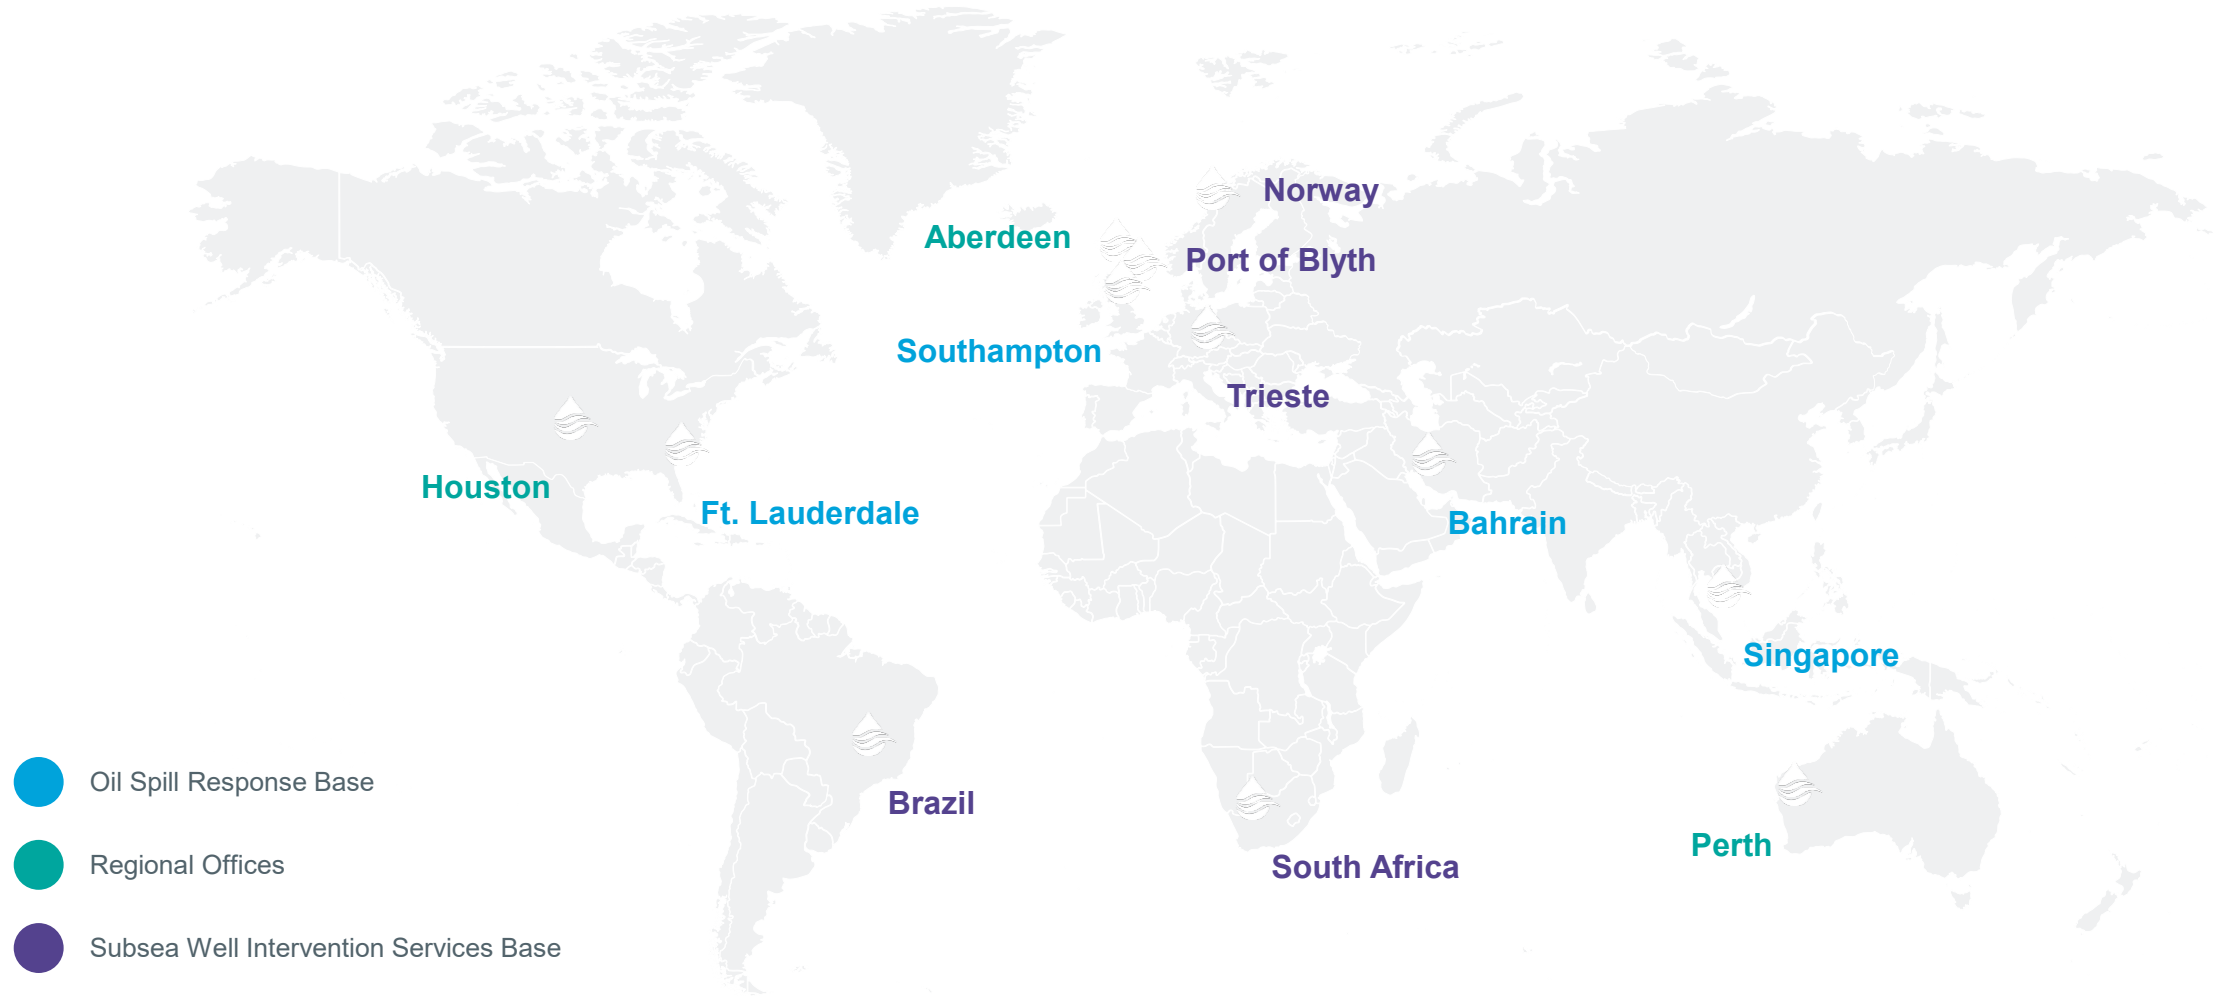 Norway
Aberdeen
Port of Blyth
Southampton
Trieste
Houston
Ft. Lauderdale
Bahrain
Singapore
Brazil
South Africa
Perth
Oil Spill Response Base
Regional Offices
Subsea Well Intervention Services Base